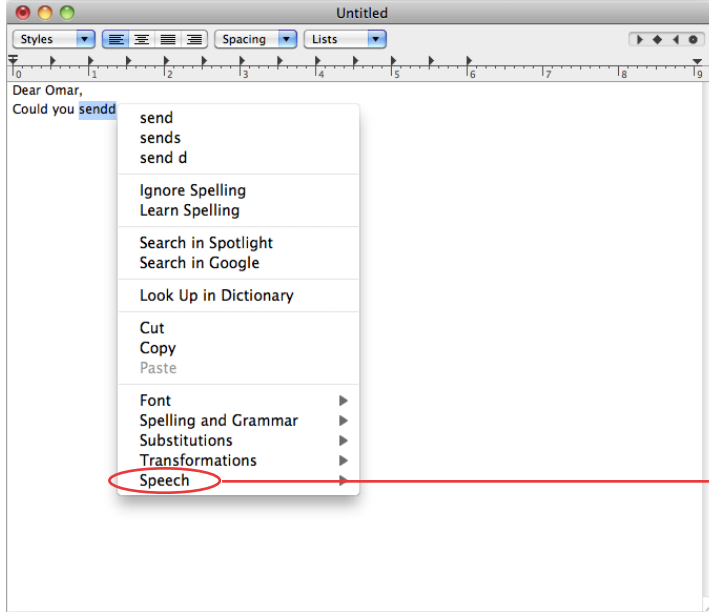 Untitled
Styles Spacing Lists
0 1 2 3 4 5 6 7 8 9
Dear Omar,
Could you sendd
send
sends
send d
Ignore Spelling
Learn Spelling
Search in Spotlight
Search in Google
Look Up in Dictionary
Cut
Copy
Paste
Font
Spelling and Grammar
Substitutions
Transformations
Speech